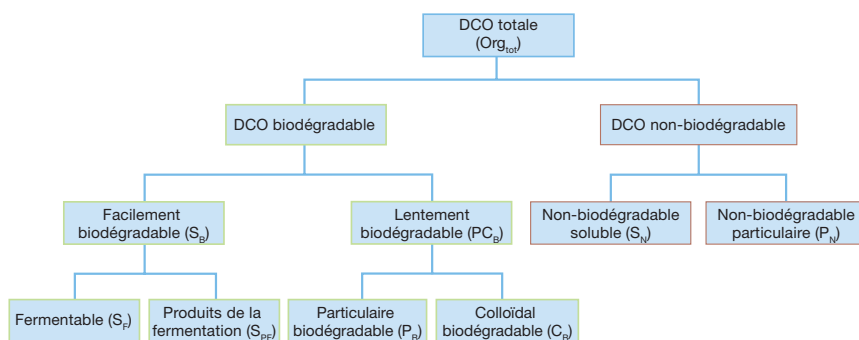 DCO totale
(Org_tot)
DCO biodégradable
DCO non-biodégradable
Facilement
biodégradable (S_B)
Lentement
biodégradable (PC_B)
Non-biodégradable
soluble (S_N)
Non-biodégradable
particulaire (P_N)
Fermentable (S_F)
Produits de la
fermentation (S_PF)
Particulaire
biodégradable (P_B)
Colloïdal
biodégradable (C_B)